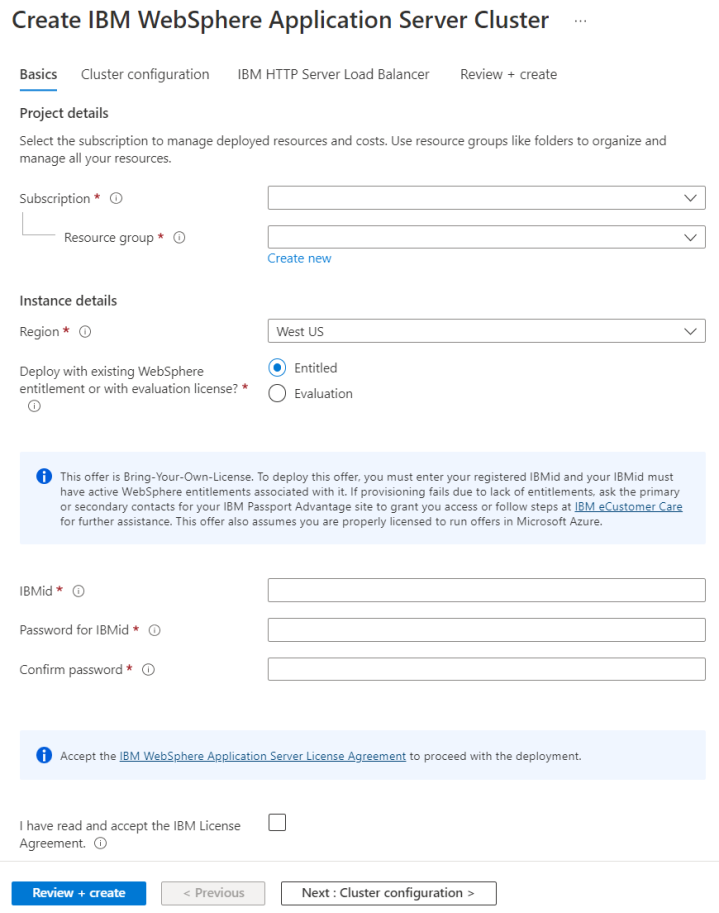 Create IBM WebSphere Application Server Cluster ...
Basics Cluster configuration IBM HTTP Server Load Balancer Review + create
Project details
Select the subscription to manage deployed resources and costs. Use resource groups like folders to organize and
manage all your resources.
Subscription *
Resource group *
Create new
Instance details
Region * West US
Deploy with existing WebSphere
entitlement or with evaluation license? *
Entitled
Evaluation
This offer is Bring-Your-Own-License. To deploy this offer, you must enter your registered IBMid and your IBMid must
have active WebSphere entitlements associated with it. If provisioning fails due to lack of entitlements, ask the primary
or secondary contacts for your IBM Passport Advantage site to grant you access or follow steps at IBM eCustomer Care
for further assistance. This offer also assumes you are properly licensed to run offers in Microsoft Azure.
IBMid *
Password for IBMid *
Confirm password *
Accept the IBM WebSphere Application Server License Agreement to proceed with the deployment.
I have read and accept the IBM License
Agreement.
Review + create < Previous Next : Cluster configuration >